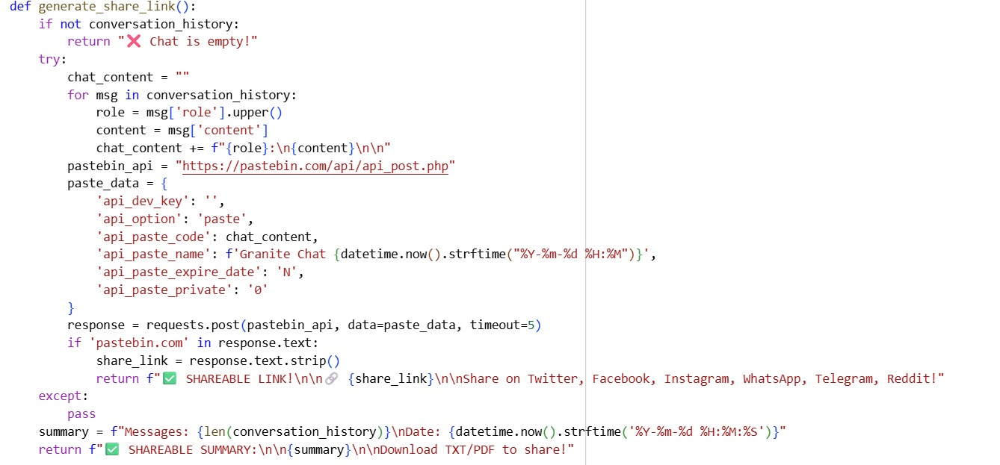 def generate_share_link():
    if not conversation_history:
        return "❌ Chat is empty!"
    try:
        chat_content = ""
        for msg in conversation_history:
            role = msg['role'].upper()
            content = msg['content']
            chat_content += f"{role}:\n{content}\n\n"
        pastebin_api = "https://pastebin.com/api/api_post.php"
        paste_data = {
            'api_dev_key': '',
            'api_option': 'paste',
            'api_paste_code': chat_content,
            'api_paste_name': f'Granite Chat {datetime.now().strftime("%Y-%m-%d %H:%M")}',
            'api_paste_expire_date': 'N',
            'api_paste_private': '0'
        }
        response = requests.post(pastebin_api, data=paste_data, timeout=5)
        if 'pastebin.com' in response.text:
            share_link = response.text.strip()
            return f"✅ SHAREABLE LINK!\n\n🔗 {share_link}\n\nShare on Twitter, Facebook, Instagram, WhatsApp, Telegram, Reddit!"
    except:
        pass
    summary = f"Messages: {len(conversation_history)}\nDate: {datetime.now().strftime('%Y-%m-%d %H:%M:%S')}"
    return f"✅ SHAREABLE SUMMARY:\n\n{summary}\n\nDownload TXT/PDF to share!"